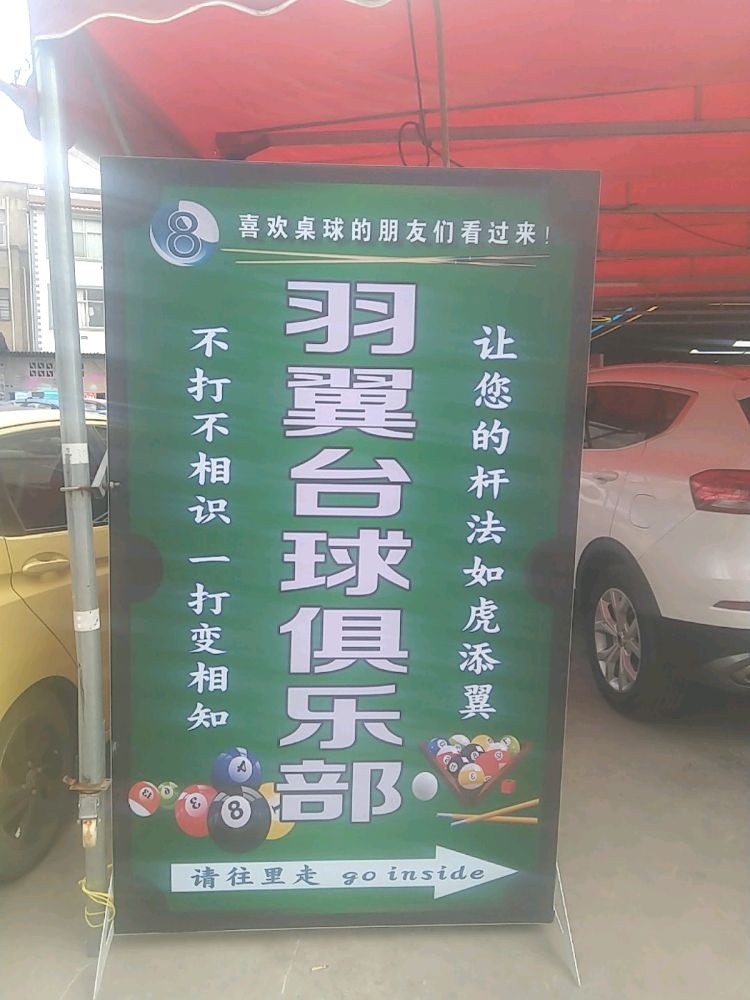 8
喜欢桌球的朋友们看过来!
羽翼台球俱乐部
让您的杆法如虎添翼
不打不相识 一打变相知
8
请往里走 go inside